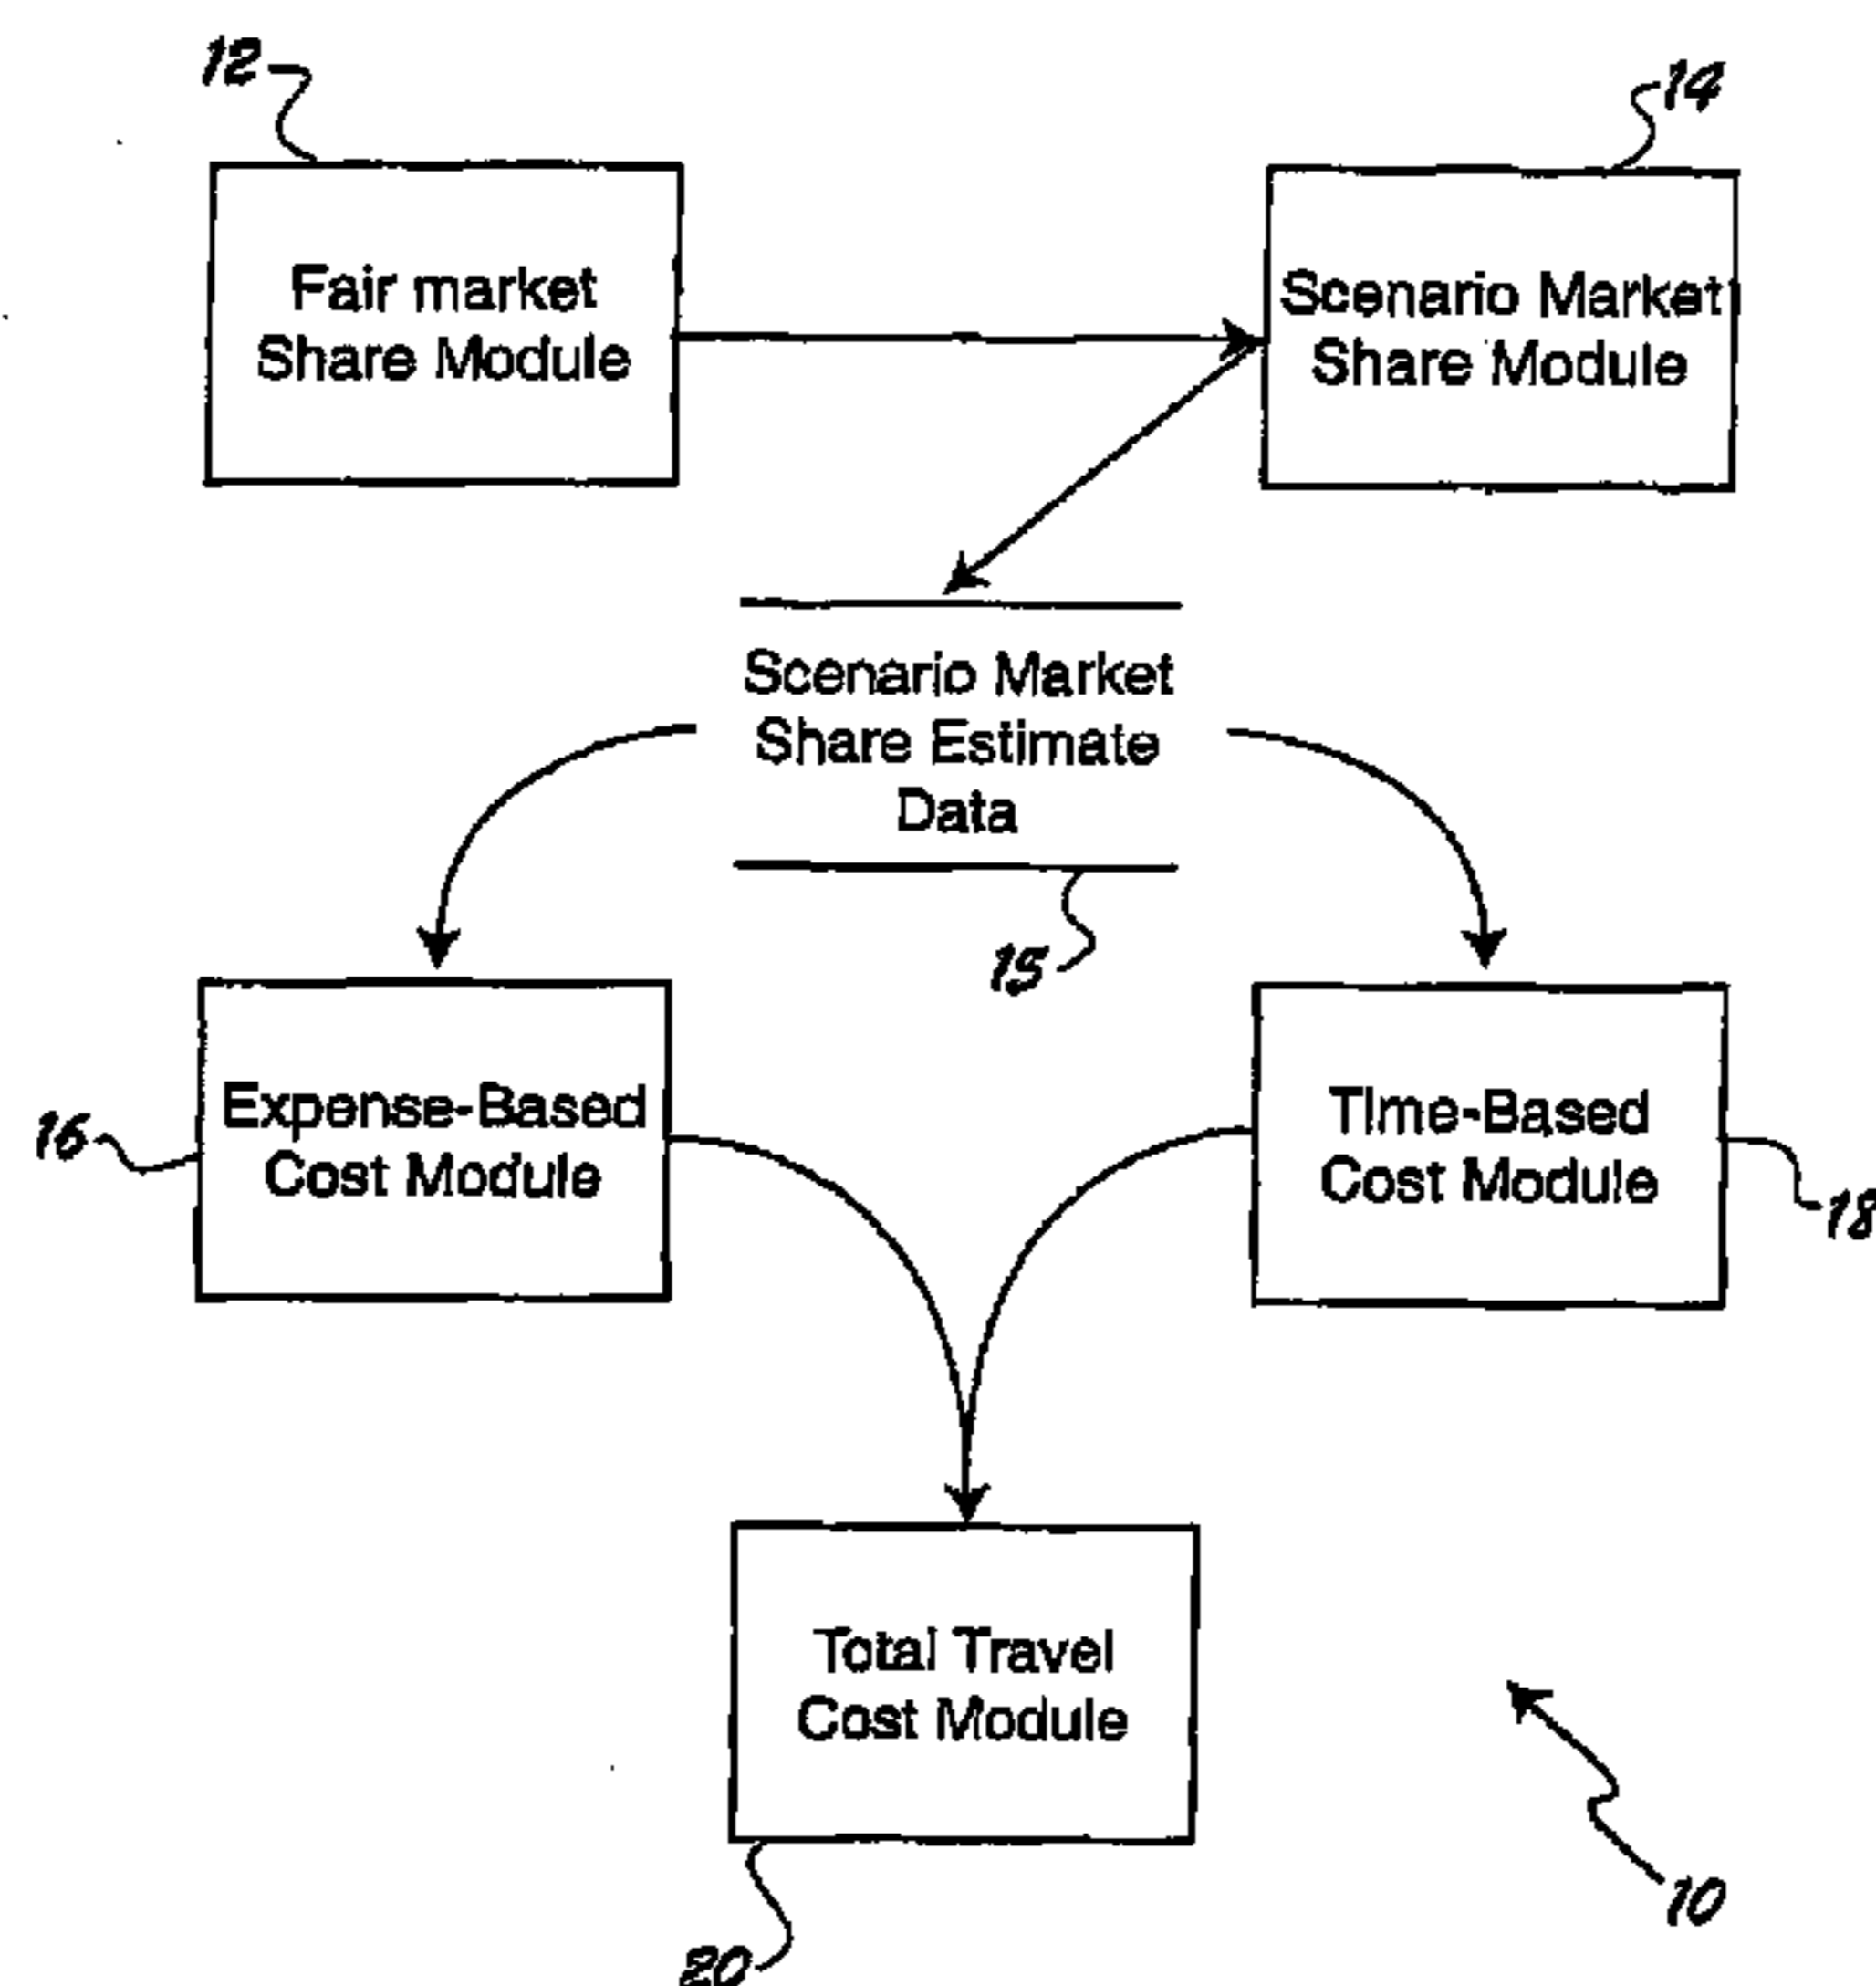 12
14
Fair market
Share Module
Scenario Market
Share Module
Scenario Market
Share Estimate
Data
15
Expense-Based
Cost Module
16
Time-Based
Cost Module
18
Total Travel
Cost Module
10
20